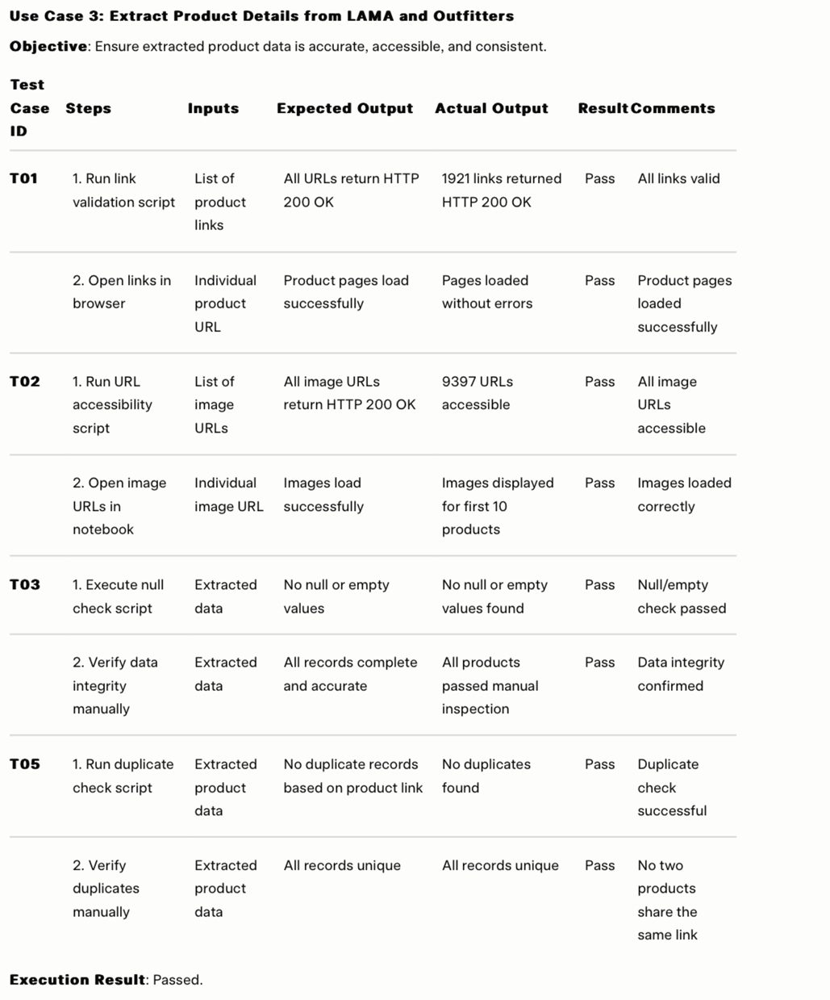 Use Case 3: Extract Product Details from LAMA and Outfitters
Objective: Ensure extracted product data is accurate, accessible, and consistent.
Test
Case Steps Inputs Expected Output Actual Output Result Comments
ID
T01 1. Run link List of All URLs return HTTP 1921 links returned Pass All links valid
validation script product 200 OK HTTP 200 OK
links
2. Open links in Individual Product pages load Pages loaded Pass Product pages
browser product successfully without errors loaded
URL successfully
T02 1. Run URL List of All image URLs 9397 URLs Pass All image
accessibility image return HTTP 200 OK accessible URLs
script URLs accessible
2. Open image Individual Images load Images displayed Pass Images loaded
URLs in image URL successfully for first 10 correctly
notebook products
T03 1. Execute null Extracted No null or empty No null or empty Pass Null/empty
check script data values values found check passed
2. Verify data Extracted All records complete All products Pass Data integrity
integrity data and accurate passed manual confirmed
manually inspection
T05 1. Run duplicate Extracted No duplicate records No duplicates Pass Duplicate
check script product based on product link found check
data successful
2. Verify Extracted All records unique All records unique Pass No two
duplicates product products
manually data share the
same link
Execution Result: Passed.